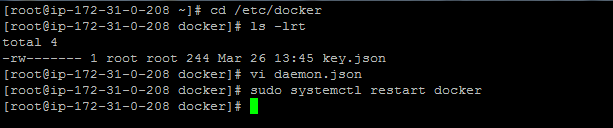 [root@ip-172-31-0-208 ~]# cd /etc/docker
[root@ip-172-31-0-208 docker]# ls -lrt
total 4
-rw------- 1 root root 244 Mar 26 13:45 key.json
[root@ip-172-31-0-208 docker]# vi daemon.json
[root@ip-172-31-0-208 docker]# sudo systemctl restart docker
[root@ip-172-31-0-208 docker]#